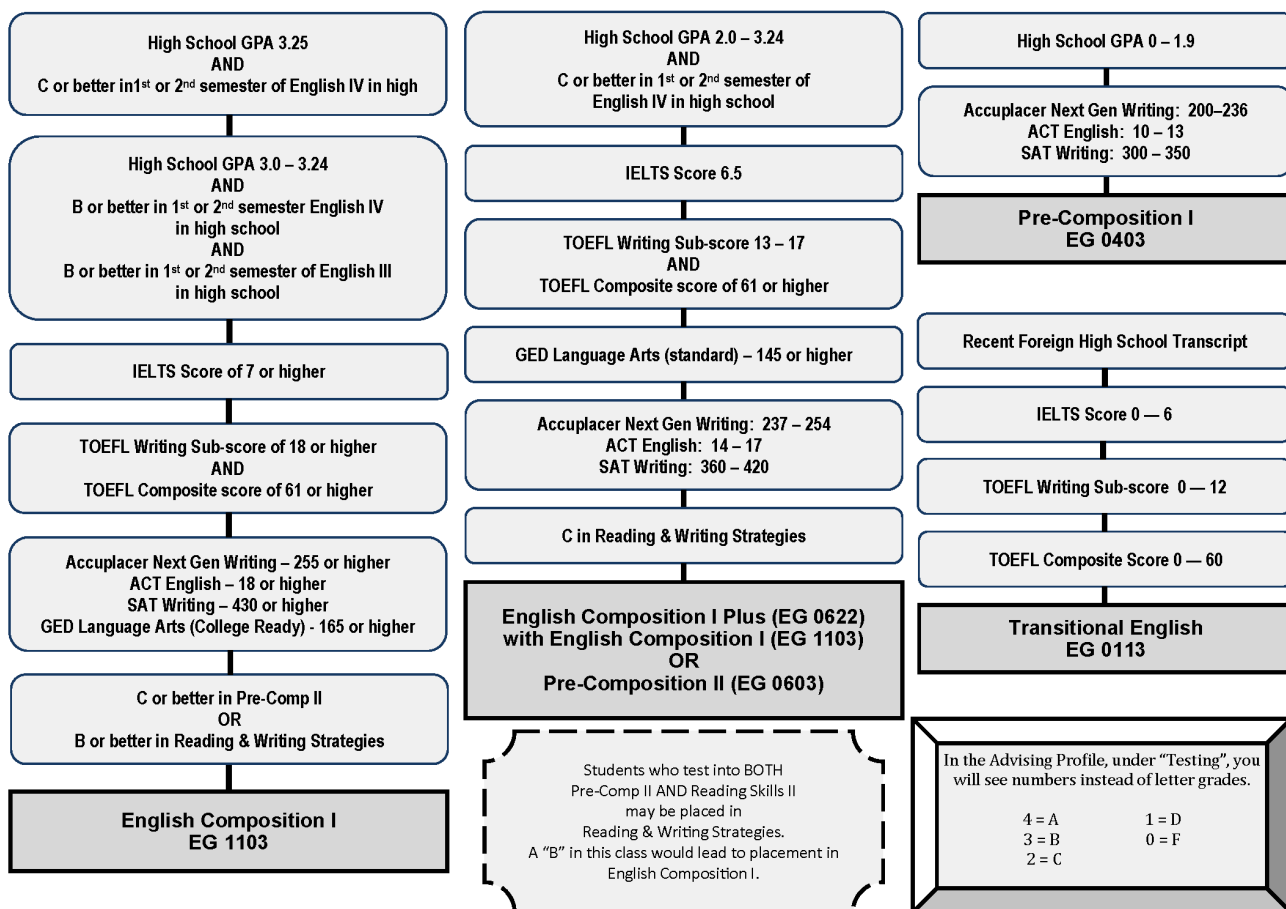 High School GPA 3.25
AND
C or better in1st or 2nd semester of English IV in high
High School GPA 3.0 – 3.24
AND
B or better in 1st or 2nd semester English IV
in high school
AND
B or better in 1st or 2nd semester of English III
in high school
IELTS Score of 7 or higher
TOEFL Writing Sub-score of 18 or higher
AND
TOEFL Composite score of 61 or higher
Accuplacer Next Gen Writing – 255 or higher
ACT English – 18 or higher
SAT Writing – 430 or higher
GED Language Arts (College Ready) - 165 or higher
C or better in Pre-Comp II
OR
B or better in Reading & Writing Strategies
English Composition I
EG 1103
High School GPA 2.0 – 3.24
AND
C or better in 1st or 2nd semester of
English IV in high school
IELTS Score 6.5
TOEFL Writing Sub-score 13 – 17
AND
TOEFL Composite score of 61 or higher
GED Language Arts (standard) – 145 or higher
Accuplacer Next Gen Writing: 237 – 254
ACT English: 14 – 17
SAT Writing: 360 – 420
C in Reading & Writing Strategies
English Composition I Plus (EG 0622)
with English Composition I (EG 1103)
OR
Pre-Composition II (EG 0603)
Students who test into BOTH
Pre-Comp II AND Reading Skills II
may be placed in
Reading & Writing Strategies.
A “B” in this class would lead to placement in
English Composition I.
High School GPA 0 – 1.9
Accuplacer Next Gen Writing: 200–236
ACT English: 10 – 13
SAT Writing: 300 – 350
Pre-Composition I
EG 0403
Recent Foreign High School Transcript
IELTS Score 0 — 6
TOEFL Writing Sub-score 0 — 12
TOEFL Composite Score 0 — 60
Transitional English
EG 0113
In the Advising Profile, under “Testing”, you
will see numbers instead of letter grades.
4 = A 1 = D
3 = B 0 = F
2 = C